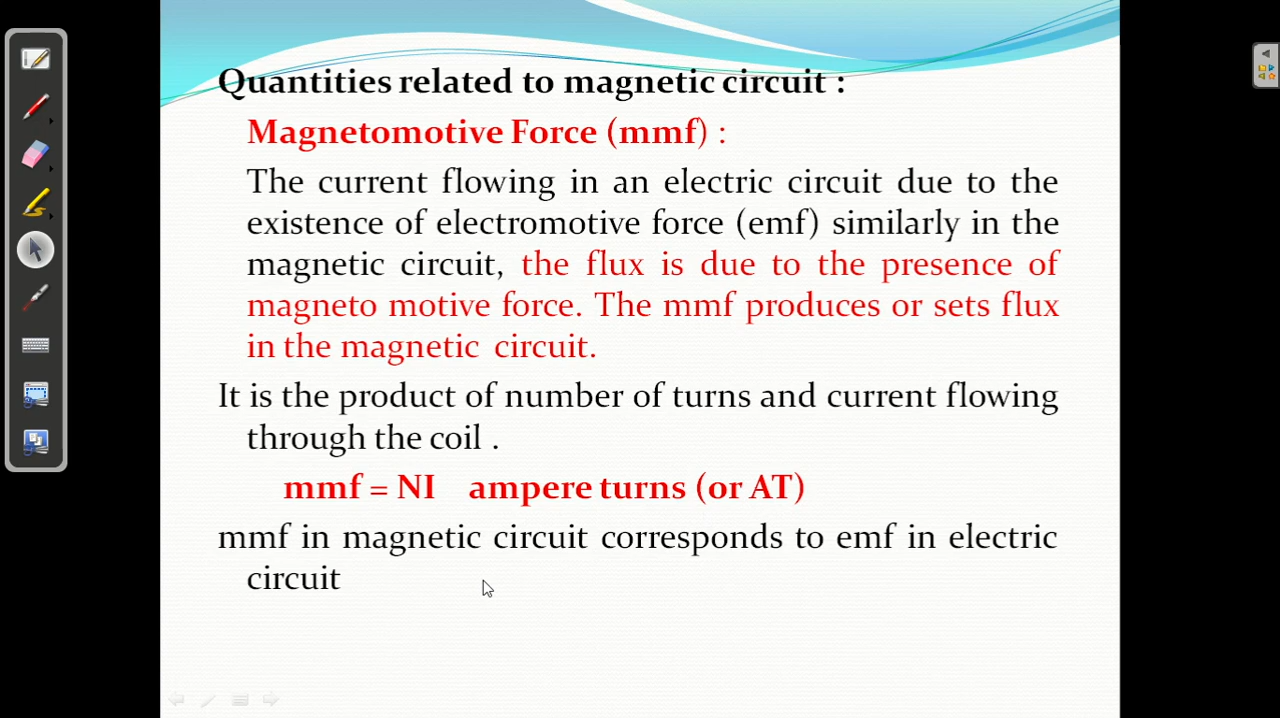 Quantities related to magnetic circuit :
Magnetomotive Force (mmf) :
The current flowing in an electric circuit due to the
existence of electromotive force (emf) similarly in the
magnetic circuit, the flux is due to the presence of
magneto motive force. The mmf produces or sets flux
in the magnetic circuit.
It is the product of number of turns and current flowing
through the coil .
mmf = NI ampere turns (or AT)
mmf in magnetic circuit corresponds to emf in electric
circuit